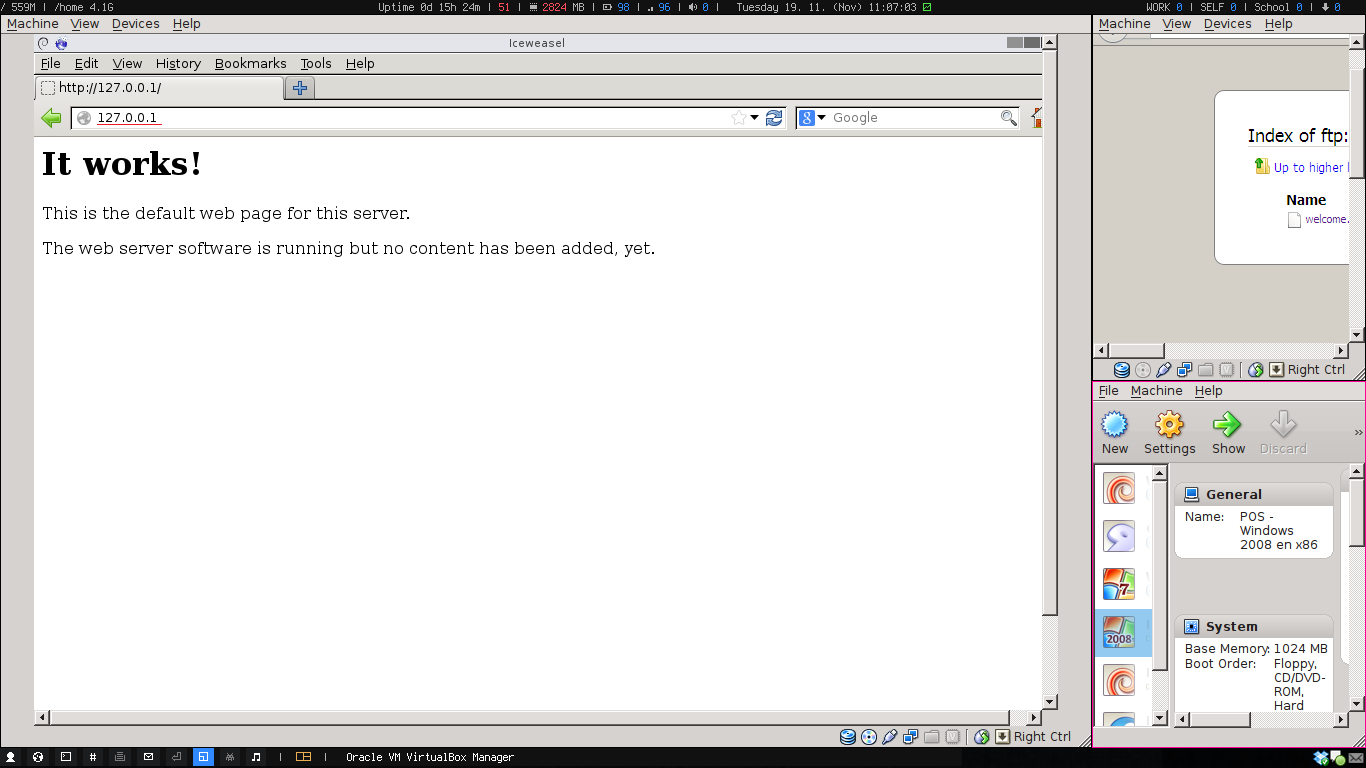 / 559M | /home 4.1G
Uptime 0d 15h 24m | 51 | 2824 MB | 98 | 96 | 0 | Tuesday 19. 11. (Nov) 11:07:03
WORK 0 | SELF 0 | School 0 | 0
Machine View Devices Help
Iceweasel
File Edit View History Bookmarks Tools Help
http://127.0.0.1/
127.0.0.1
Google
It works!
This is the default web page for this server.
The web server software is running but no content has been added, yet.
Right Ctrl
Machine View Devices Help
Index of ftp:
Up to higher
Name
welcome.
Right Ctrl
File Machine Help
New Settings Show Discard
7
2008
General
Name: POS -
Windows
2008 en x86
System
Base Memory: 1024 MB
Boot Order: Floppy,
CD/DVD-
ROM,
Hard
Oracle VM VirtualBox Manager